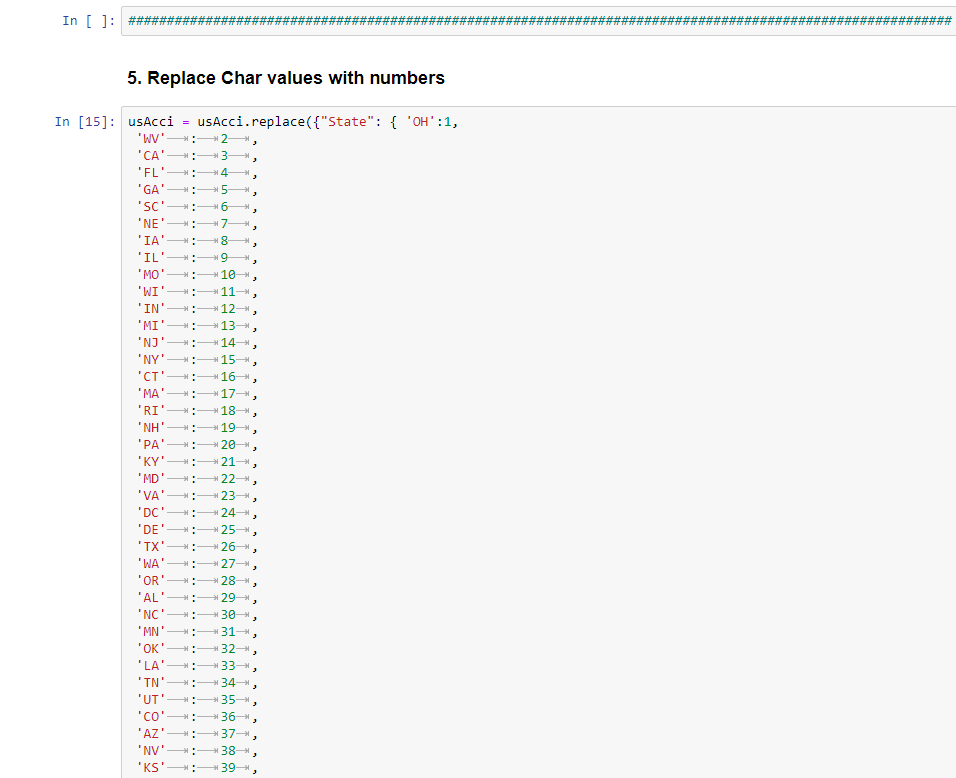 In [ ]: ##########################################################################################################
5. Replace Char values with numbers
In [15]: usAcci = usAcci.replace({"State": { 'OH':1,
'WV' : 2 ,
'CA' : 3 ,
'FL' : 4 ,
'GA' : 5 ,
'SC' : 6 ,
'NE' : 7 ,
'IA' : 8 ,
'IL' : 9 ,
'MO' : 10 ,
'WI' : 11 ,
'IN' : 12 ,
'MI' : 13 ,
'NJ' : 14 ,
'NY' : 15 ,
'CT' : 16 ,
'MA' : 17 ,
'RI' : 18 ,
'NH' : 19 ,
'PA' : 20 ,
'KY' : 21 ,
'MD' : 22 ,
'VA' : 23 ,
'DC' : 24 ,
'DE' : 25 ,
'TX' : 26 ,
'WA' : 27 ,
'OR' : 28 ,
'AL' : 29 ,
'NC' : 30 ,
'MN' : 31 ,
'OK' : 32 ,
'LA' : 33 ,
'TN' : 34 ,
'UT' : 35 ,
'CO' : 36 ,
'AZ' : 37 ,
'NV' : 38 ,
'KS' : 39 ,